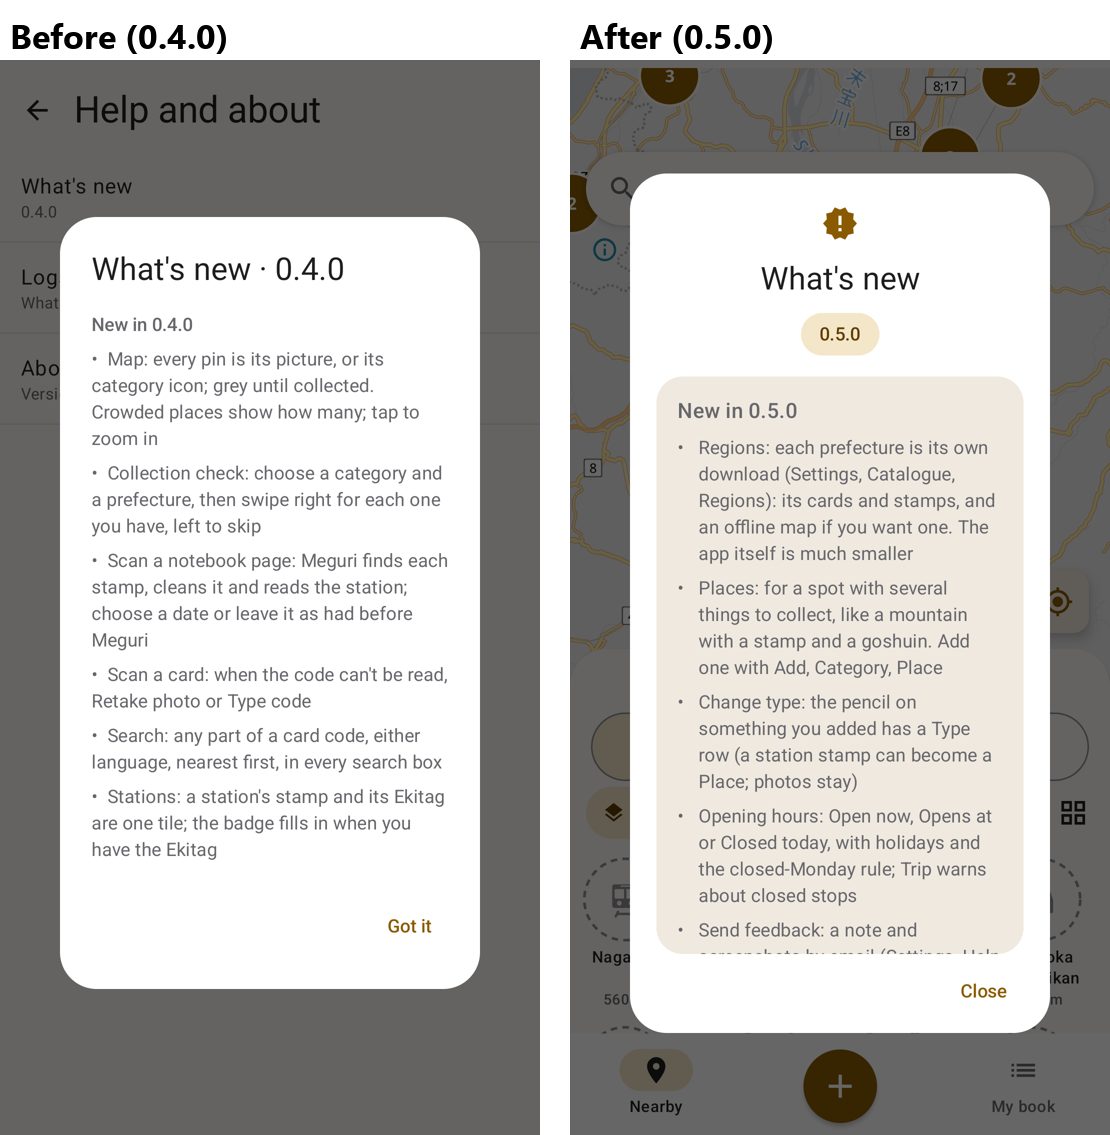 Before (0.4.0)
After (0.5.0)
Help and about
What's new
0.4.0
What's new · 0.4.0
New in 0.4.0
• Map: every pin is its picture, or its
category icon; grey until collected.
Crowded places show how many; tap to
zoom in
• Collection check: choose a category and
a prefecture, then swipe right for each one
you have, left to skip
• Scan a notebook page: Meguri finds each
stamp, cleans it and reads the station;
choose a date or leave it as had before
Meguri
• Scan a card: when the code can't be read,
Retake photo or Type code
• Search: any part of a card code, either
language, nearest first, in every search box
• Stations: a station's stamp and its Ekitag
are one tile; the badge fills in when you
have the Ekitag
Got it
3
2
8;17
E8
2
8
What's new
0.5.0
New in 0.5.0
• Regions: each prefecture is its own
download (Settings, Catalogue,
Regions): its cards and stamps, and
an offline map if you want one. The
app itself is much smaller
• Places: for a spot with several
things to collect, like a mountain
with a stamp and a goshuin. Add
one with Add, Category, Place
• Change type: the pencil on
something you added has a Type
row (a station stamp can become a
Place; photos stay)
• Opening hours: Open now, Opens at
or Closed today, with holidays and
the closed-Monday rule; Trip warns
about closed stops
• Send feedback: a note and
Close
560
Nearby
My book